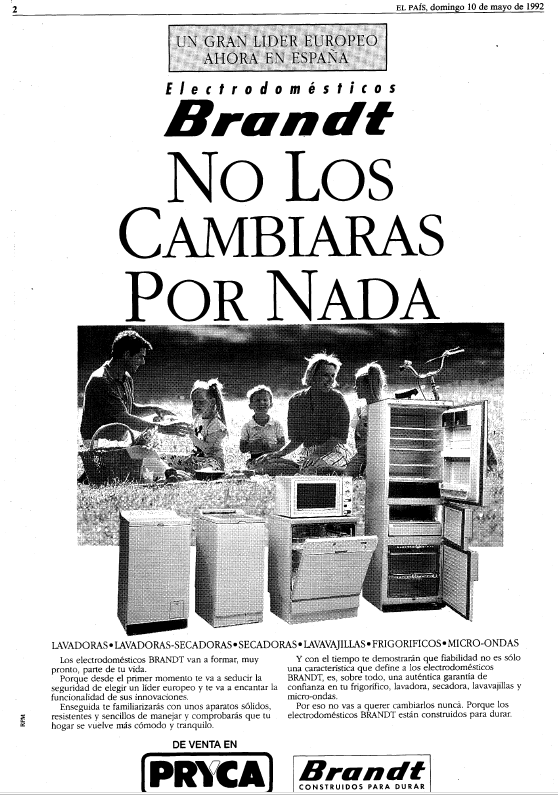 2
EL PAÍS, domingo 10 de mayo de 1992
UN GRAN LIDER EUROPEO
AHORA EN ESPAÑA
Electrodomésticos
Brandt
NO LOS
CAMBIARAS
POR NADA
LAVADORAS•LAVADORAS-SECADORAS•SECADORAS•LAVAVAJILLAS•FRIGORIFICOS•MICRO-ONDAS
Los electrodomésticos BRANDT van a formar, muy
pronto, parte de tu vida.
Porque desde el primer momento te va a seducir la
seguridad de elegir un líder europeo y te va a encantar la
funcionalidad de sus innovaciones.
Enseguida te familiarizarás con unos aparatos sólidos,
resistentes y sencillos de manejar y comprobarás que tu
hogar se vuelve más cómodo y tranquilo.
Y con el tiempo te demostrarán que fiabilidad no es sólo
una característica que define a los electrodomésticos
BRANDT, es, sobre todo, una auténtica garantía de
confianza en tu frigorífico, lavadora, secadora, lavavajillas y
micro-ondas.
Por eso no vas a querer cambiarlos nunca. Porque los
electrodomésticos BRANDT están construidos para durar.
RPM
DE VENTA EN
PRYCA
Brandt
CONSTRUIDOS PARA DURAR